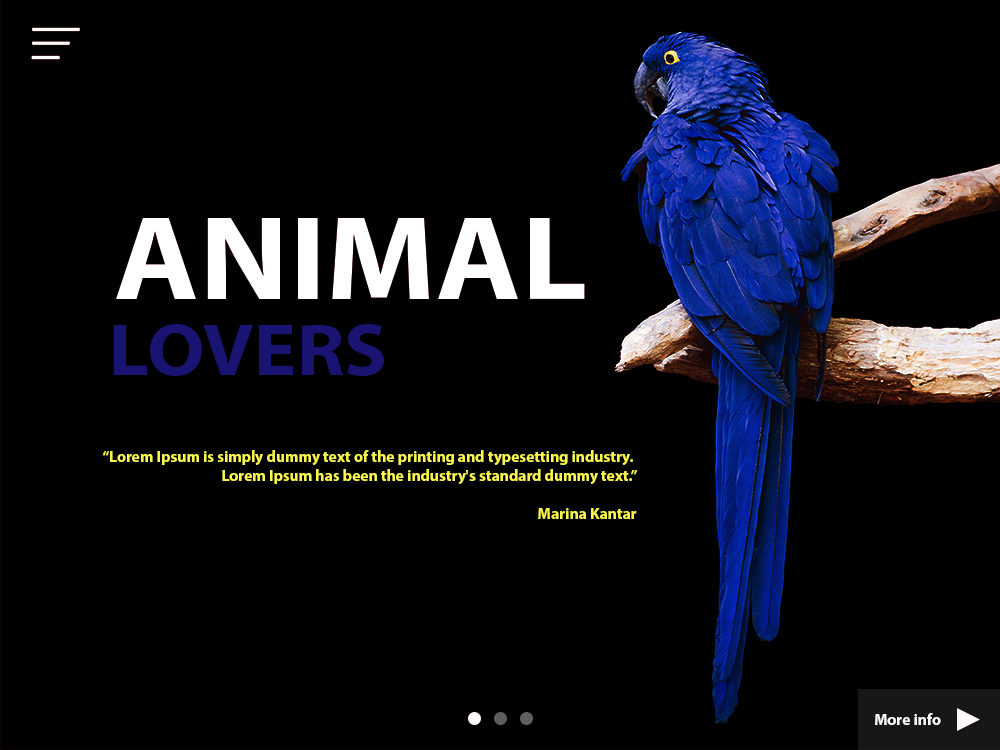 ANIMAL
LOVERS
“Lorem Ipsum is simply dummy text of the printing and typesetting industry.
Lorem Ipsum has been the industry's standard dummy text.”
Marina Kantar
More info